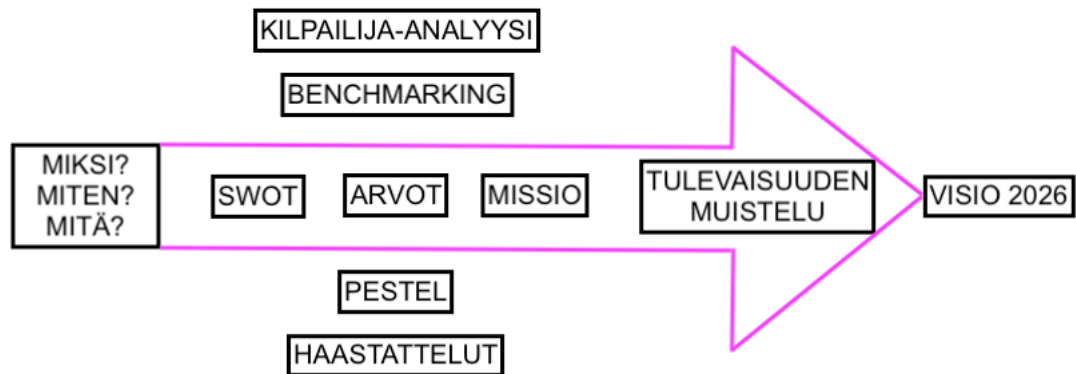 KILPAILIJA-ANALYYSI
BENCHMARKING
MIKSI?
MITEN?
MITÄ?
SWOT
ARVOT
MISSIO
TULEVAISUUDEN
MUISTELU
VISIO 2026
PESTEL
HAASTATTELUT